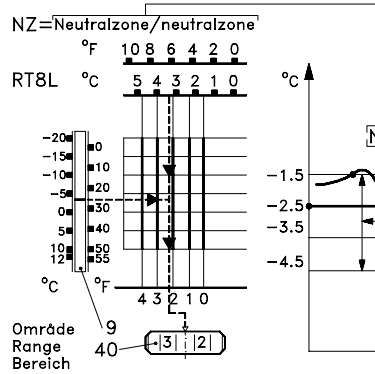 NZ=Neutralzone/neutralzone
°F 10 8 6 4 2 0
RT8L °C 5 4 3 2 1 0
°C
-20 0
-15 10
-10 20
-5 30
0 40
5 50
10 55
12
-1.5
-2.5
-3.5
-4.5
°C °F 4 3 2 1 0
Område 9
Range 40 3 2
Bereich
N